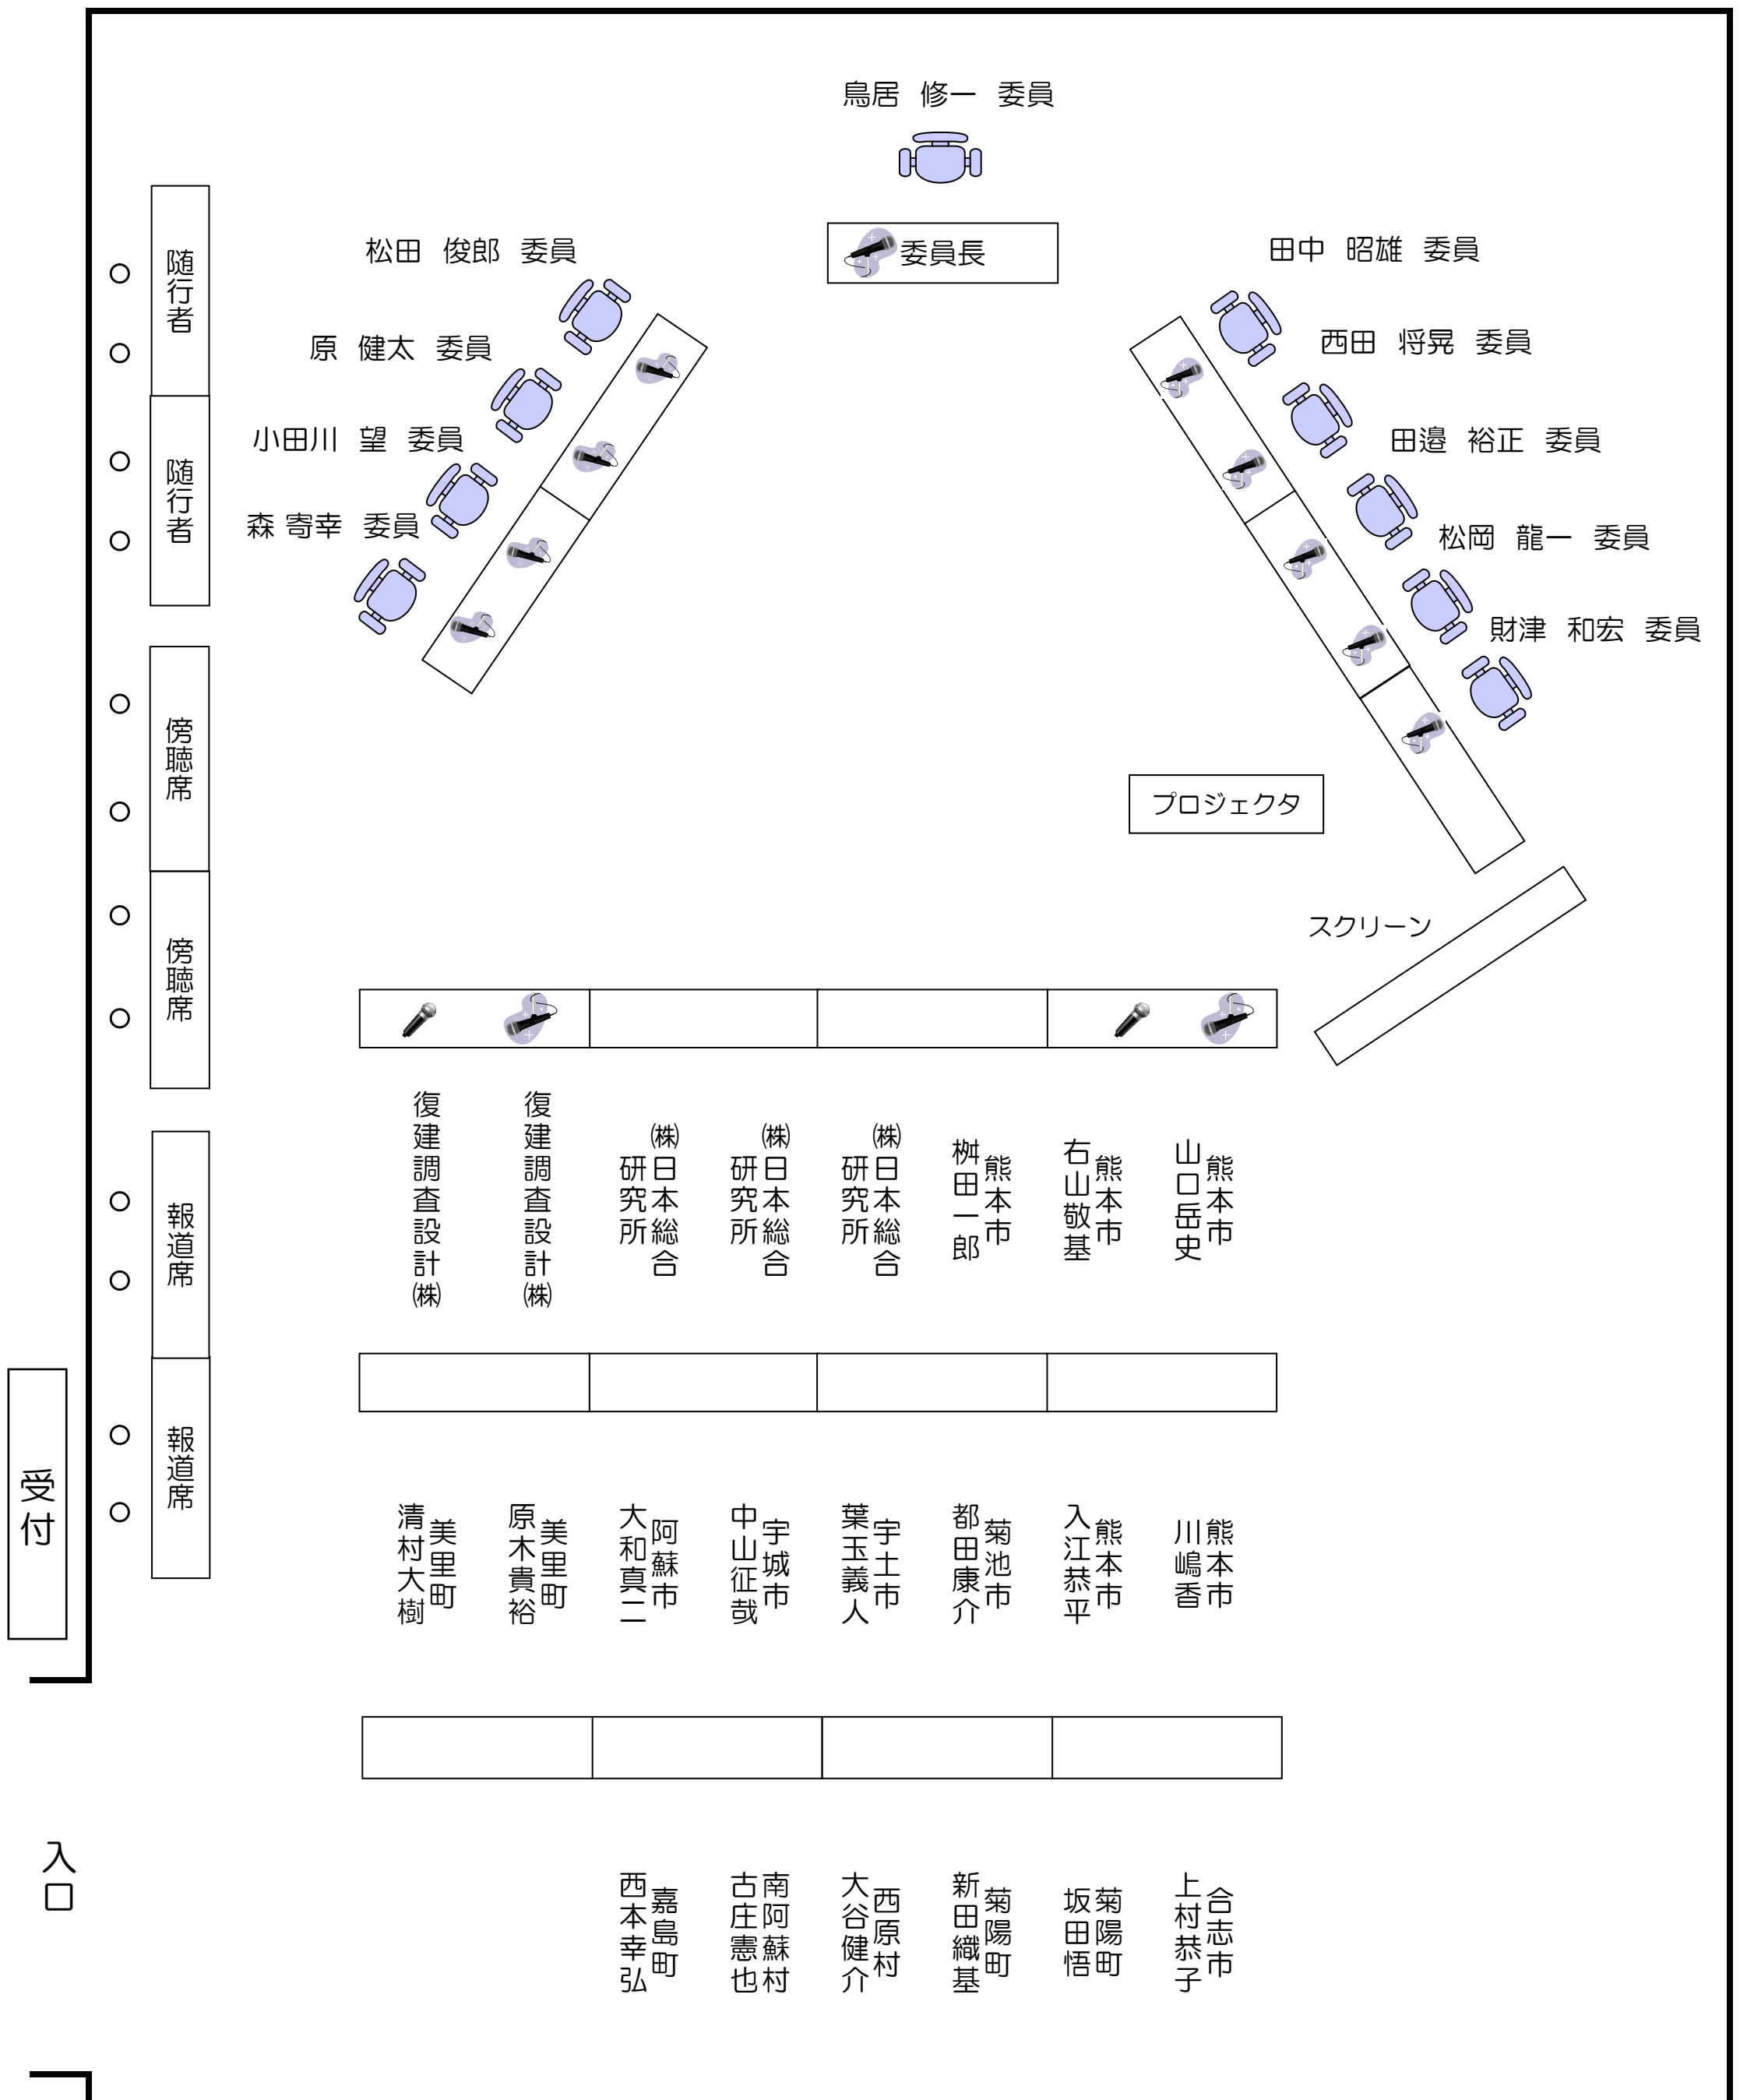 鳥居 修一 委員
委員長
松田 俊郎 委員
原 健太 委員
小田川 望 委員
森 寄幸 委員
田中 昭雄 委員
西田 将晃 委員
田邉 裕正 委員
松岡 龍一 委員
財津 和宏 委員
随行者
随行者
傍聴席
傍聴席
報道席
報道席
受付
入口
プロジェクタ
スクリーン
熊本市
山口岳史
熊本市
右山敬基
熊本市
桝田一郎
㈱日本総合
研究所
㈱日本総合
研究所
㈱日本総合
研究所
復建調査設計㈱
復建調査設計㈱
熊本市
川嶋香
熊本市
入江恭平
菊池市
都田康介
宇土市
葉玉義人
宇城市
中山征哉
阿蘇市
大和真二
美里町
原木貴裕
美里町
清村大樹
合志市
上村恭子
菊陽町
坂田悟
菊陽町
新田織基
西原村
大谷健介
南阿蘇村
古庄憲也
嘉島町
西本幸弘